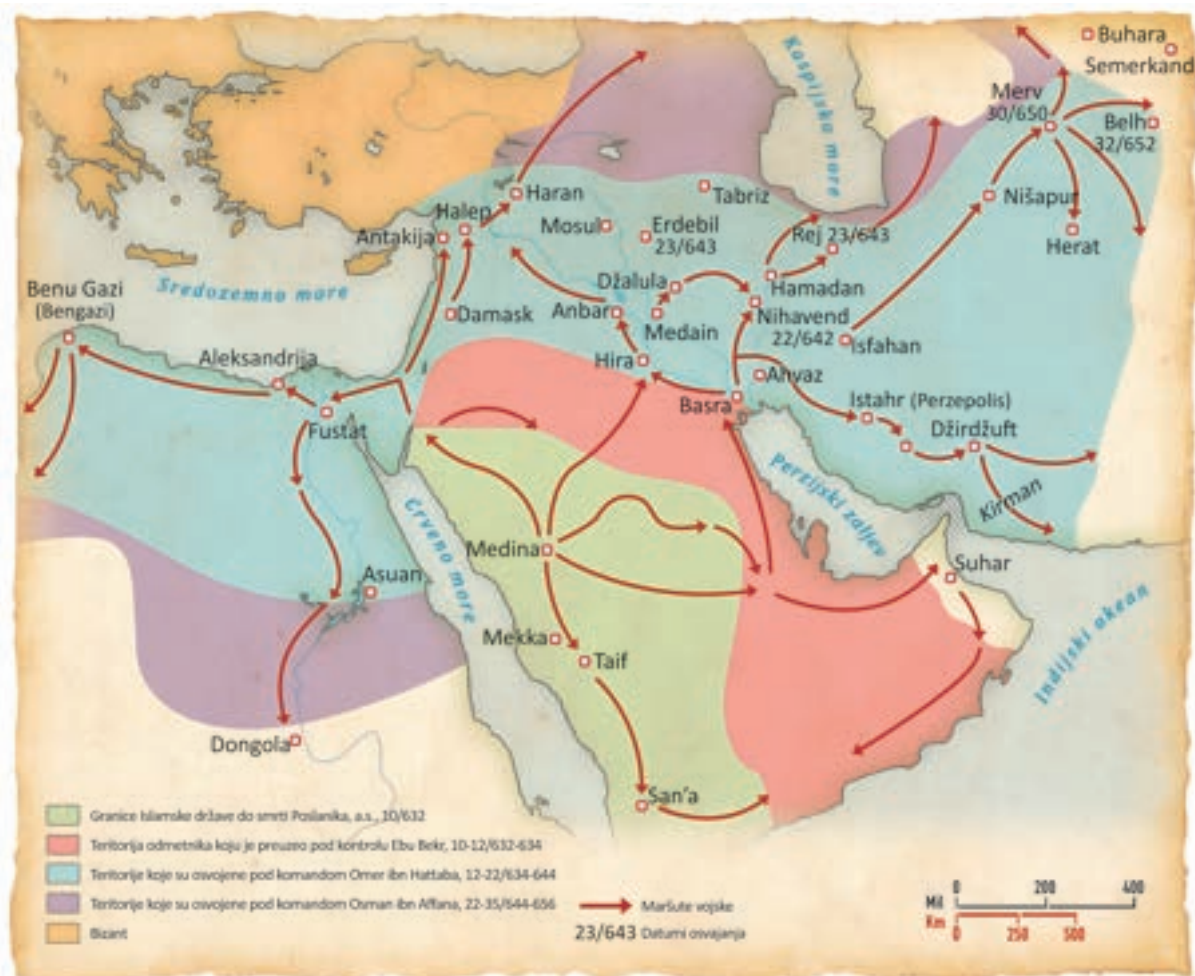 Buhara
Semerkand
Kaspijsko more
Merv
30/650
Belh
32/652
Haran
Tabriz
Nišapur
Halep
Mosul
Erdebil
23/643
Antakija
Rej 23/643
Herat
Benu Gazi
(Bengazi)
Sredozemno more
Džalula
Hamadan
Damask
Anbar
Medain
Nihavend
22/642
Isfahan
Aleksandrija
Hira
Ahvaz
Basra
Istahr (Perzepolis)
Fustat
Džirdžuft
Perzijski zaljev
Kirman
Crveno more
Medina
Suhar
Asuan
Mekka
Taif
Indijski okean
Dongola
San'a
Granice Islamske države do smrti Poslanika, a.s., 10/632
Teritorija odmetnika koju je preuzeo pod kontrolu Ebu Bekr, 10-12/632-634
Teritorije koje su osvojene pod komandom Omer ibn Hattaba, 12-22/634-644
Teritorije koje su osvojene pod komandom Osman ibn Affana, 22-35/644-656
Bizant
Maršute vojske
23/643 Datumi osvajanja
0 200 400
Mil
Km
0 250 500